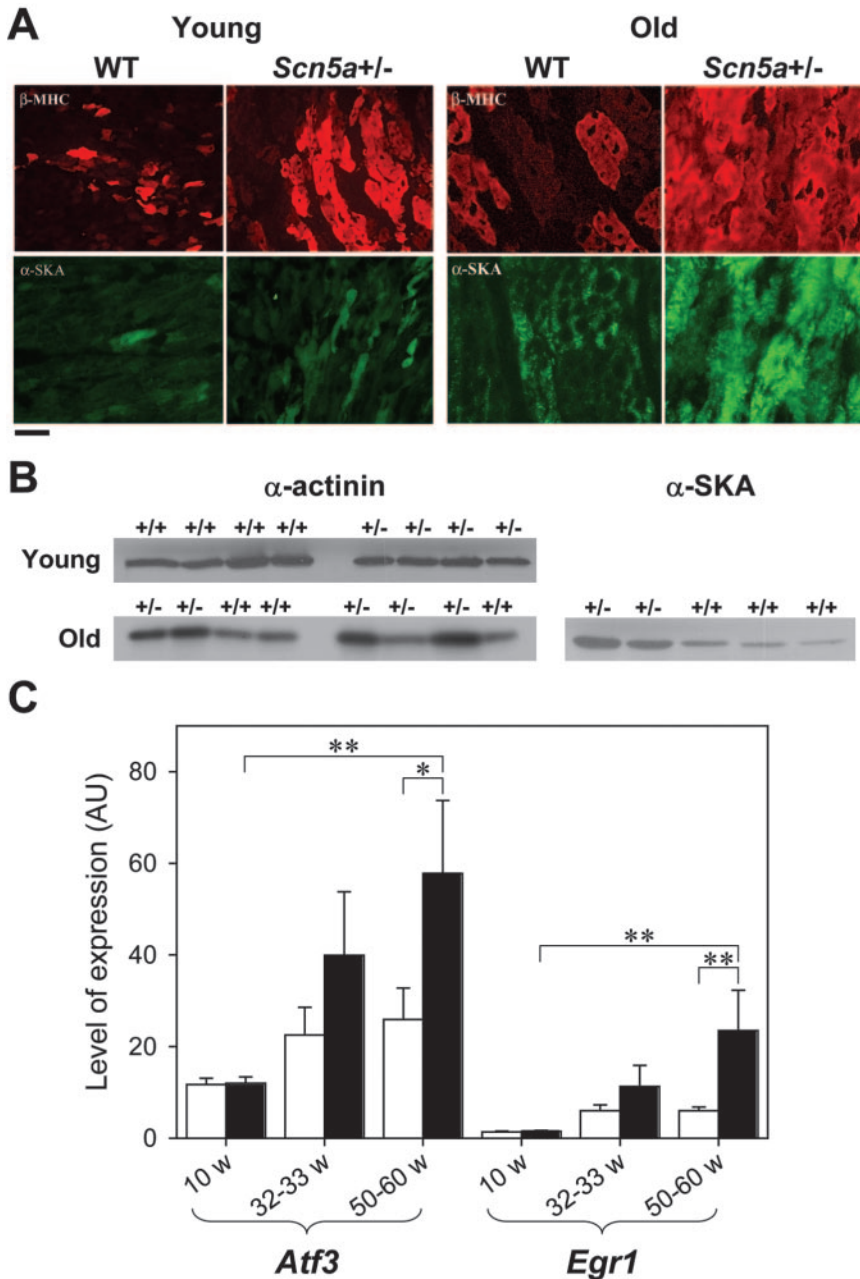 A
Young Old
WT Scn5a+/- WT Scn5a+/-
β-MHC β-MHC
α-SKA α-SKA
B
α-actinin α-SKA
+/+ +/+ +/+ +/+ +/- +/- +/- +/-
Young
+/- +/- +/+ +/+ +/- +/- +/- +/+ +/- +/- +/+ +/+ +/+
Old
C
Level of expression (AU)
80
60
40
20
0
** *
** **
10 w 32-33 w 50-60 w 10 w 32-33 w 50-60 w
Atf3 Egr1